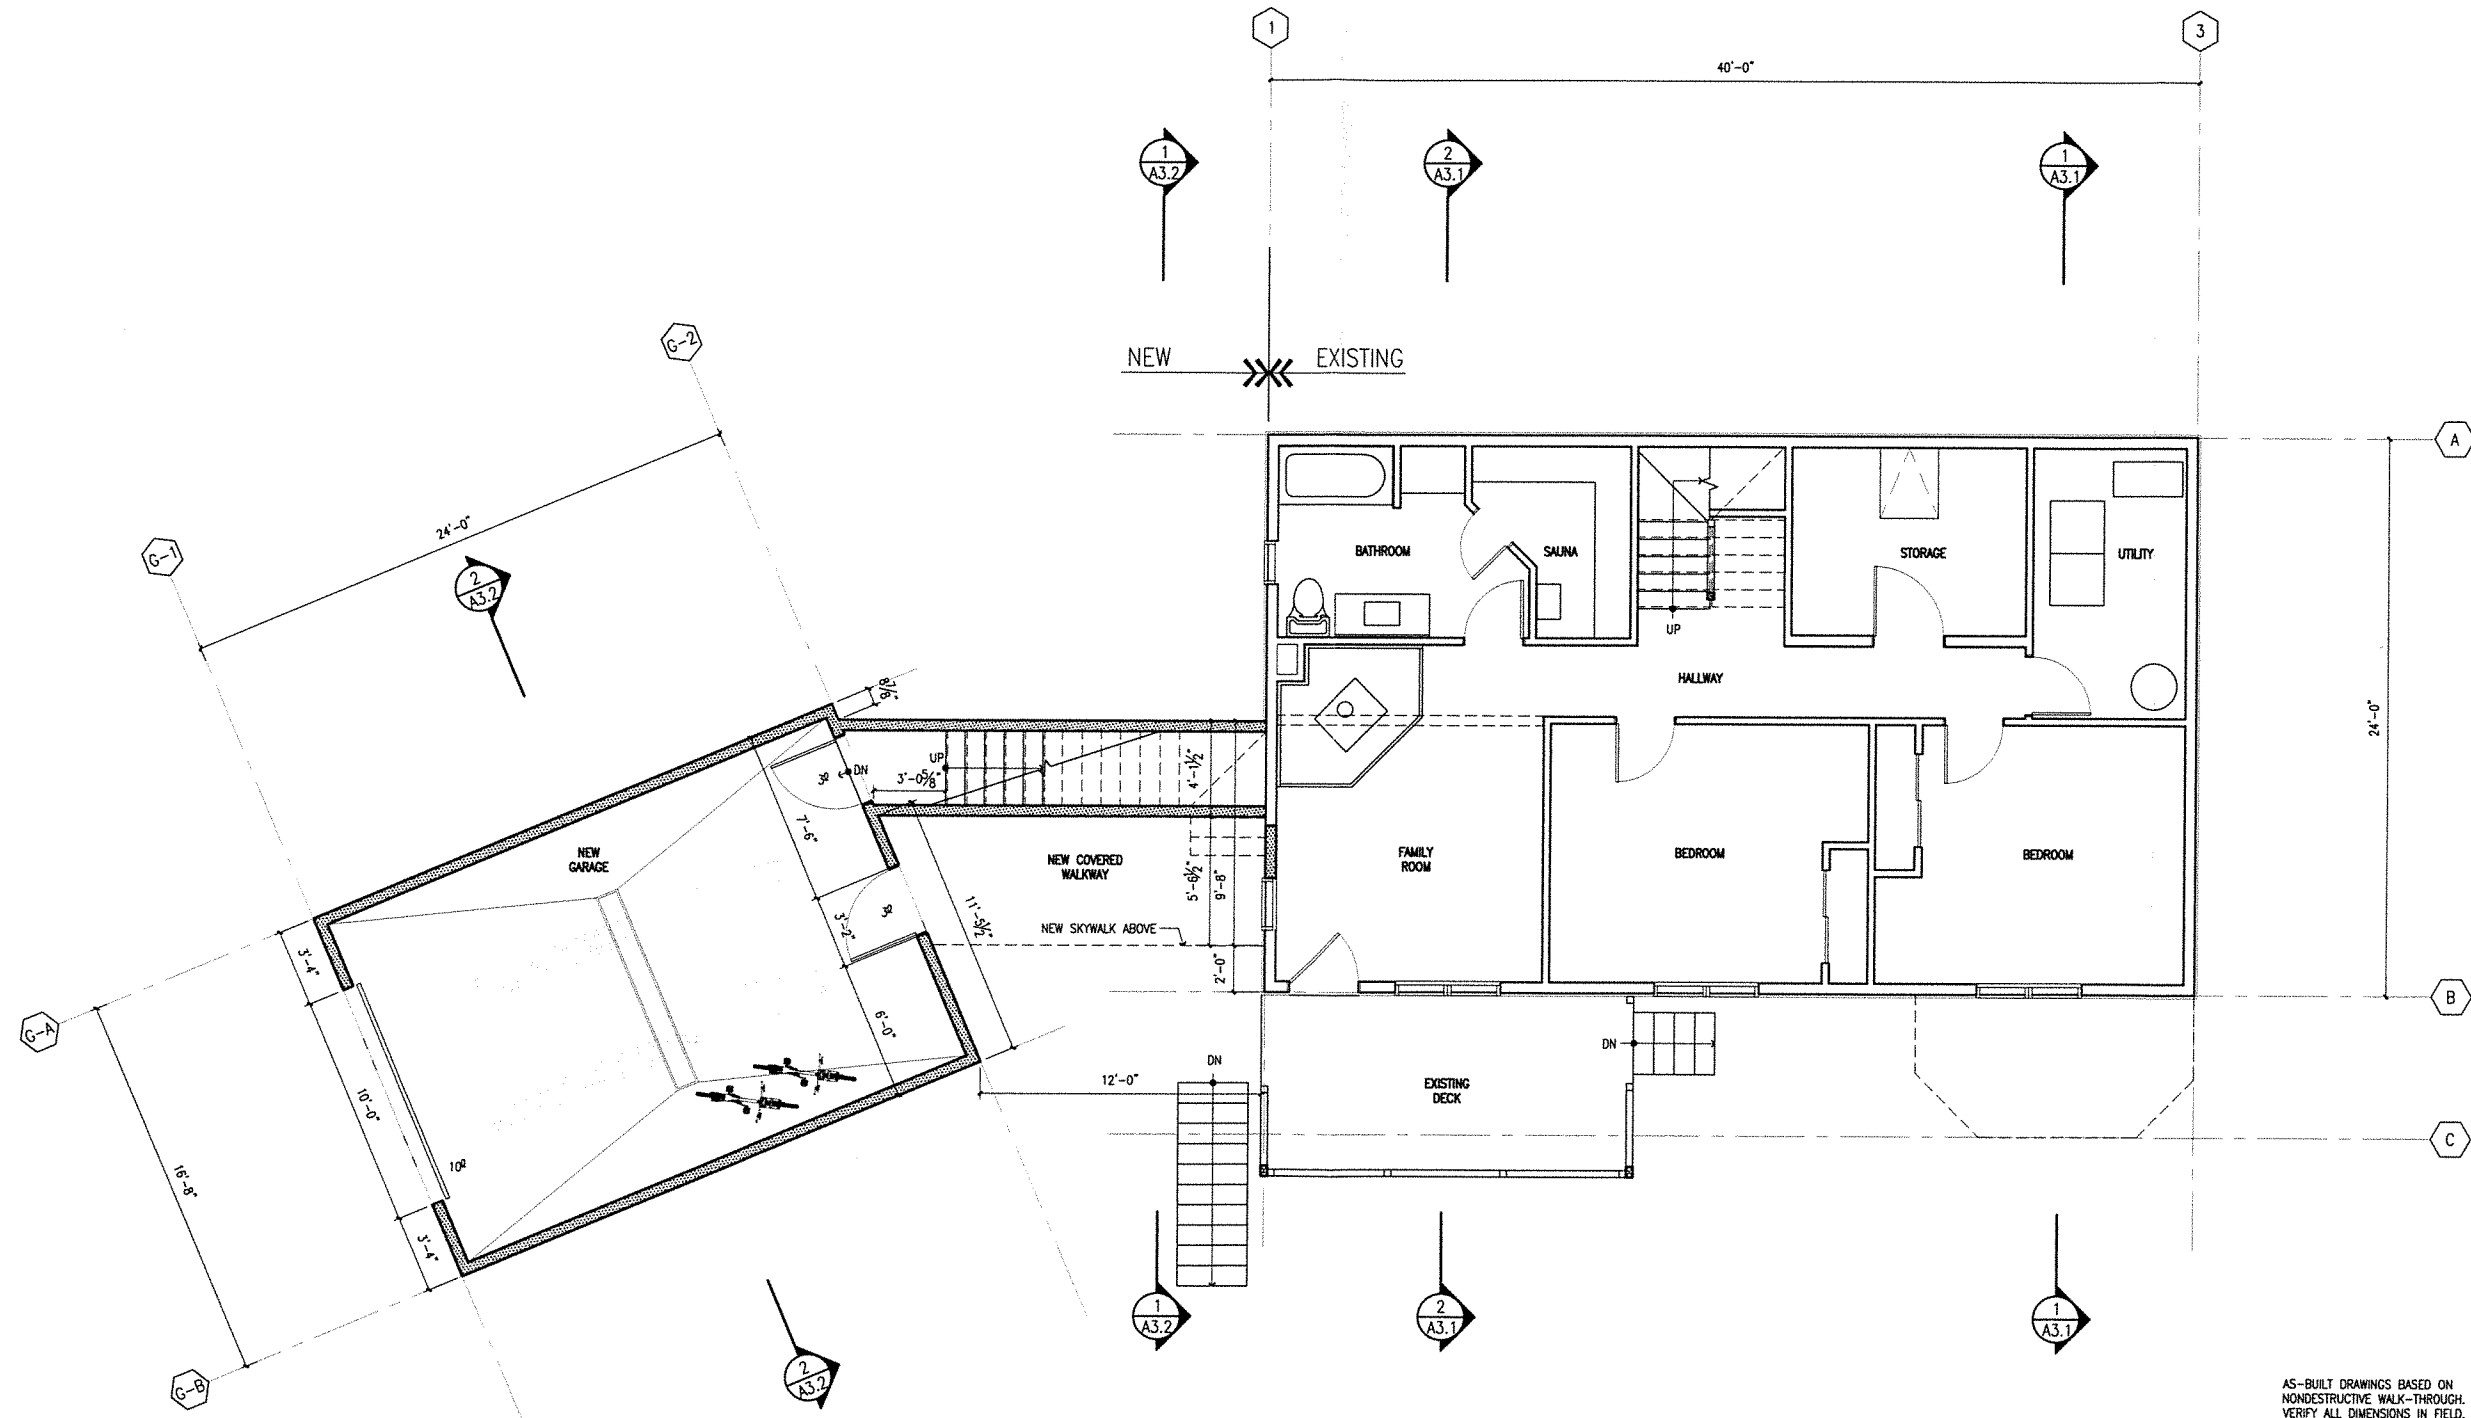 1
3
40'-0"
1
A3.2
2
A3.1
1
A3.1
G-2
NEW
EXISTING
A
24'-0"
G-1
2
A3.2
BATHROOM
SAUNA
STORAGE
UTILITY
UP
HALLWAY
24'-0"
8⅞"
UP
DN
3'-0⅝"
4'-1½"
7'-6"
NEW
GARAGE
NEW COVERED
WALKWAY
5'-6½"
9'-8"
FAMILY
ROOM
BEDROOM
BEDROOM
3'-2"
NEW SKYWALK ABOVE
3'-4"
2'-0"
B
G-A
6'-0"
DN
DN
12'-0"
EXISTING
DECK
10'-0"
C
16'-8"
3'-4"
1
A3.2
2
A3.1
1
A3.1
2
A3.2
G-B
AS-BUILT DRAWINGS BASED ON
NONDESTRUCTIVE WALK-THROUGH.
VERIFY ALL DIMENSIONS IN FIELD.